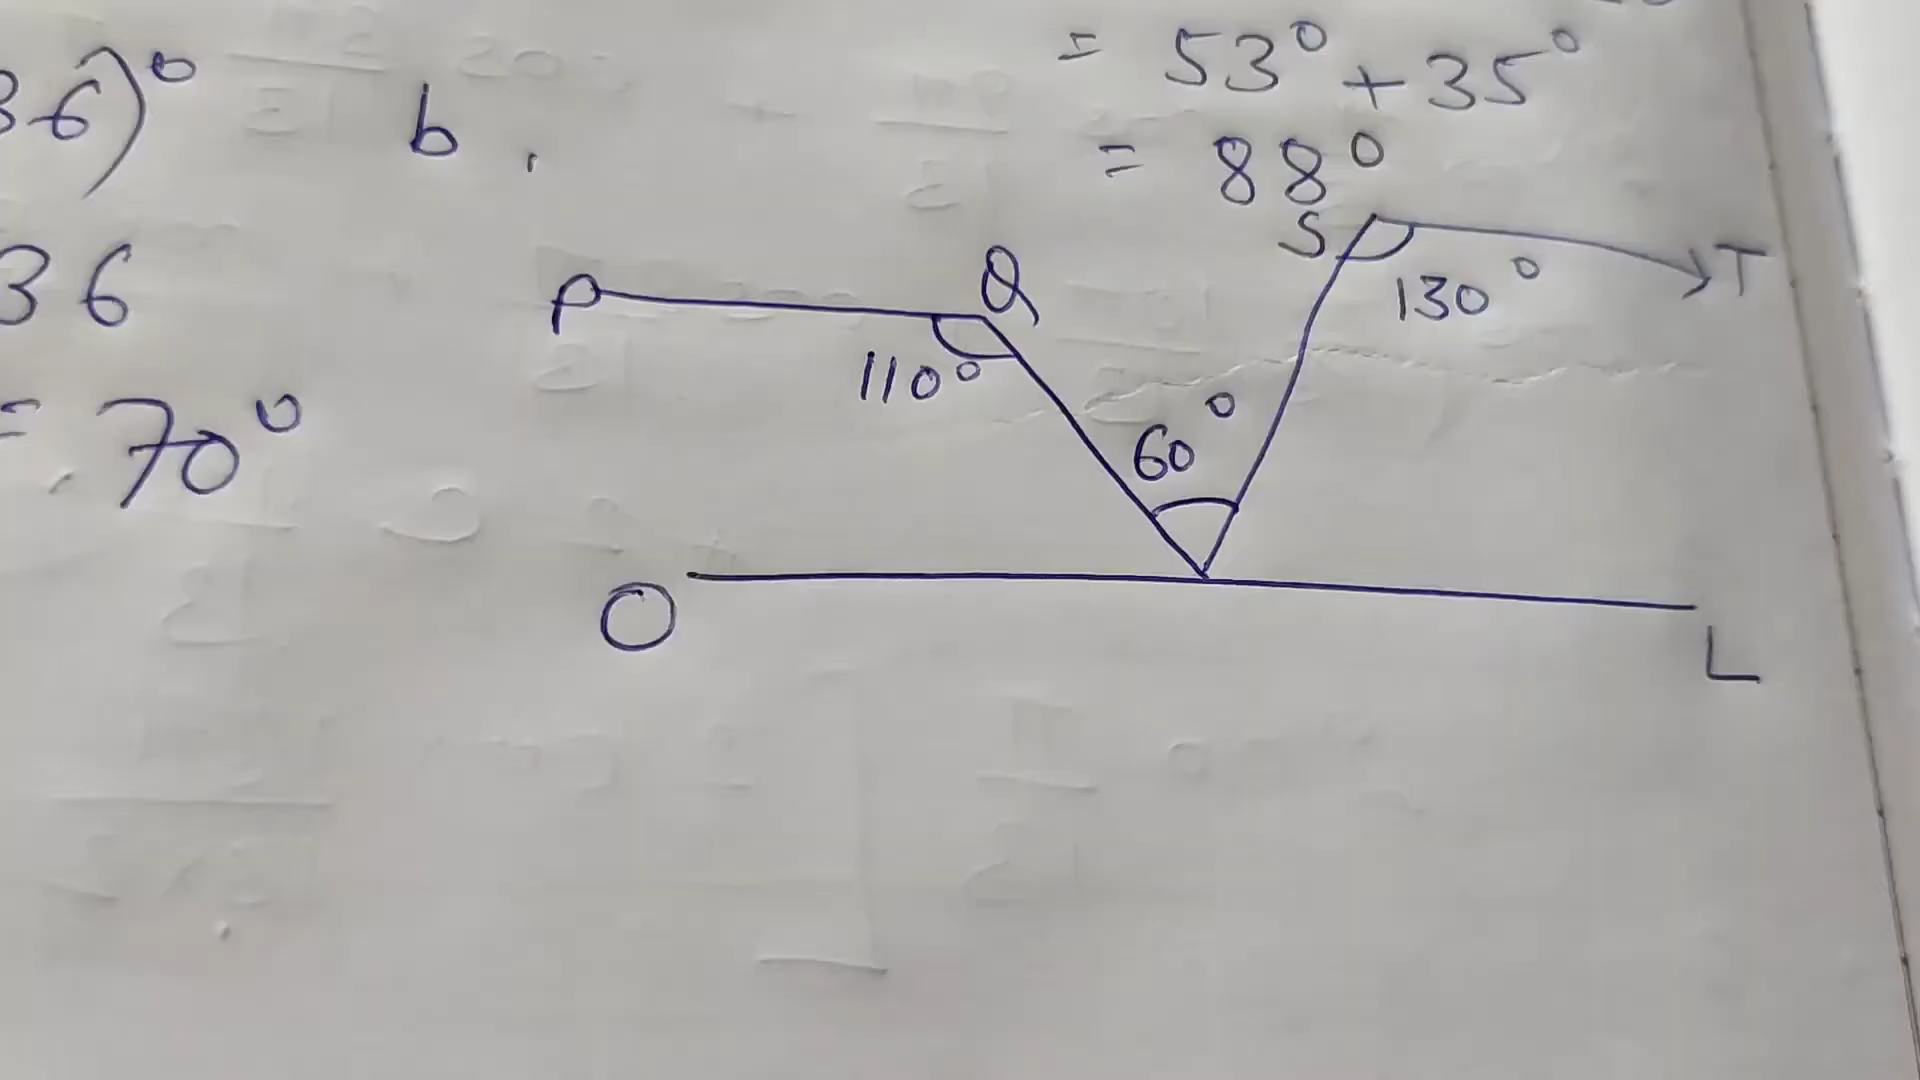 36)°
36
= 70°
b.
= 53° + 35°
= 88°
S
T
130°
P
Q
110°
60°
O
L